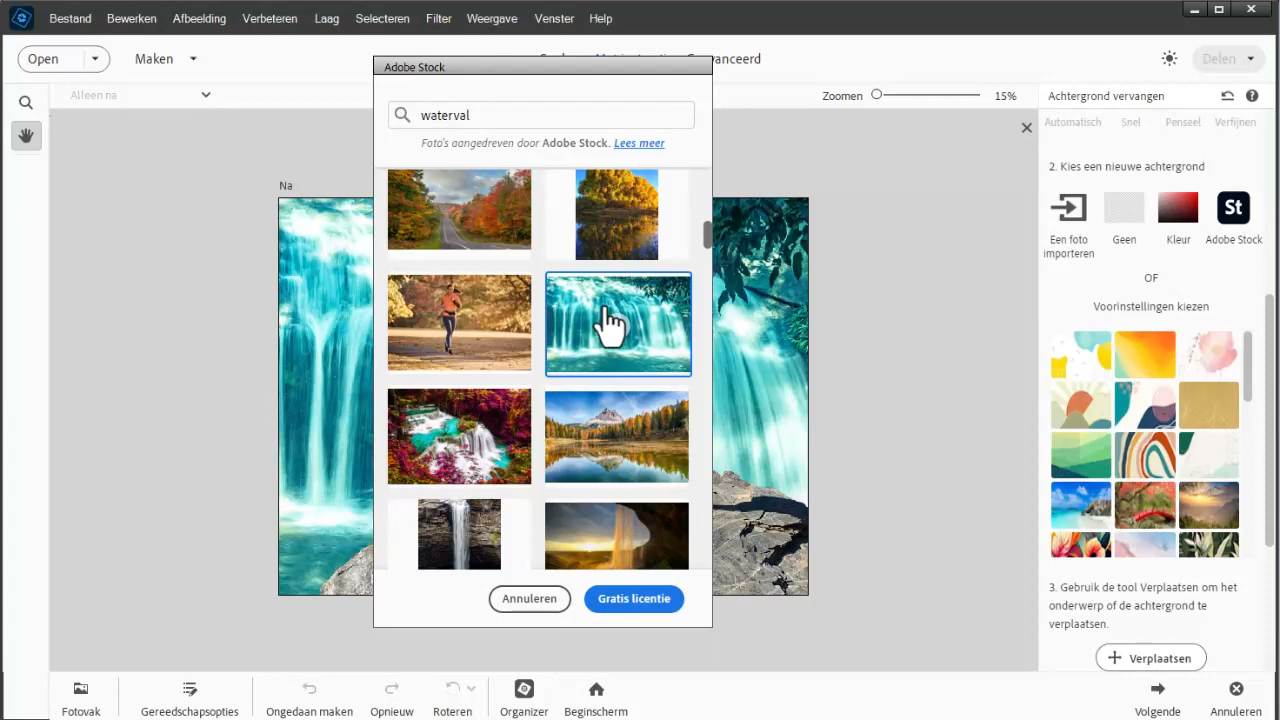 Bestand Bewerken Afbeelding Verbeteren Laag Selecteren Filter Weergave Venster Help
Open Maken Delen
Adobe Stock
Alleen na
Zoomen 15%
Achtergrond vervangen
waterval
Foto's aangedreven door Adobe Stock. Lees meer
Automatisch Snel Penseel Verfijnen
2. Kies een nieuwe achtergrond
Na
St
Een foto
importeren
Geen
Kleur
Adobe Stock
OF
Voorinstellingen kiezen
Annuleren Gratis licentie
3. Gebruik de tool Verplaatsen om het
onderwerp of de achtergrond te
verplaatsen.
Verplaatsen
Fotovak Gereedschapsopties Ongedaan maken Opnieuw Roteren Organizer Beginscherm Volgende Annuleren